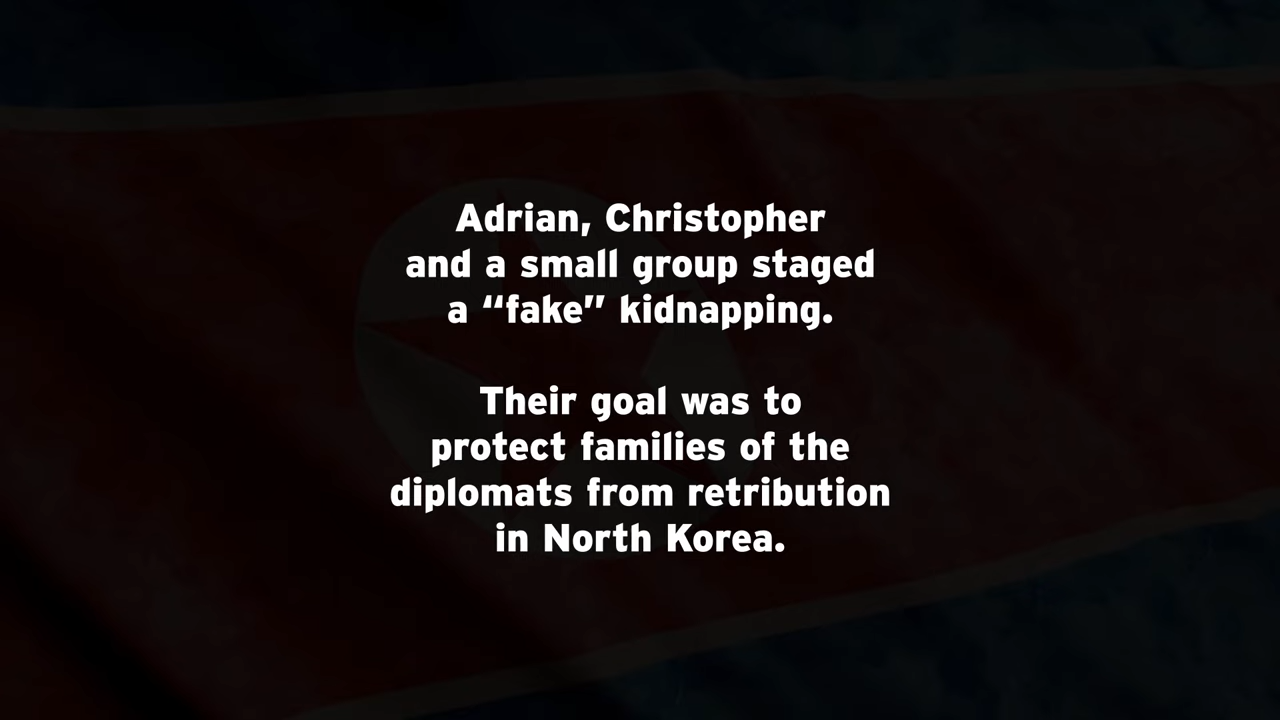 Adrian, Christopher
and a small group staged
a “fake” kidnapping.
Their goal was to
protect families of the
diplomats from retribution
in North Korea.